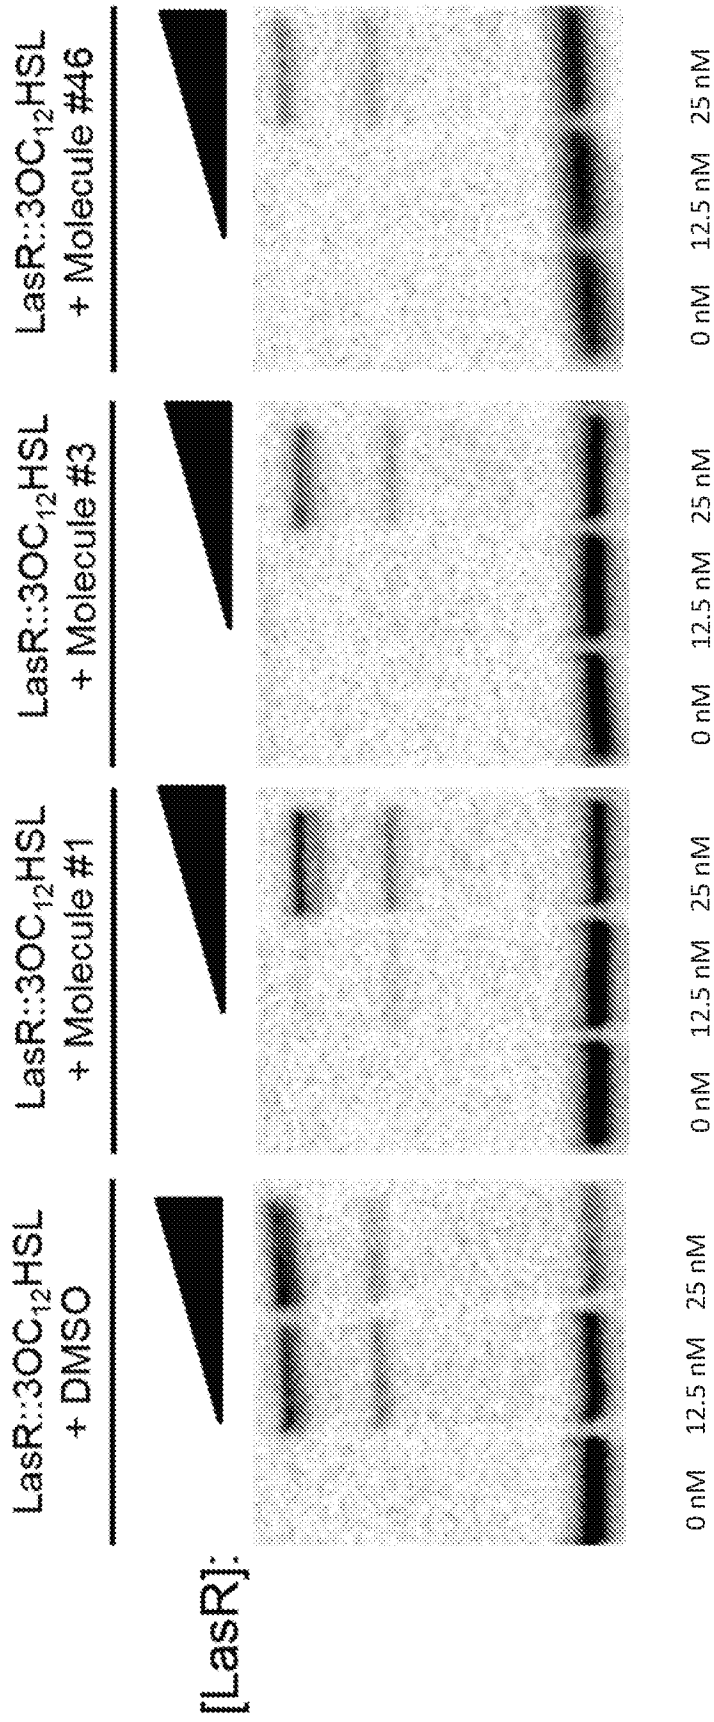 LasR::3OC₁₂HSL
+ DMSO
LasR::3OC₁₂HSL
+ Molecule #1
LasR::3OC₁₂HSL
+ Molecule #3
LasR::3OC₁₂HSL
+ Molecule #46
[LasR]:
0 nM 12.5 nM 25 nM
0 nM 12.5 nM 25 nM
0 nM 12.5 nM 25 nM
0 nM 12.5 nM 25 nM